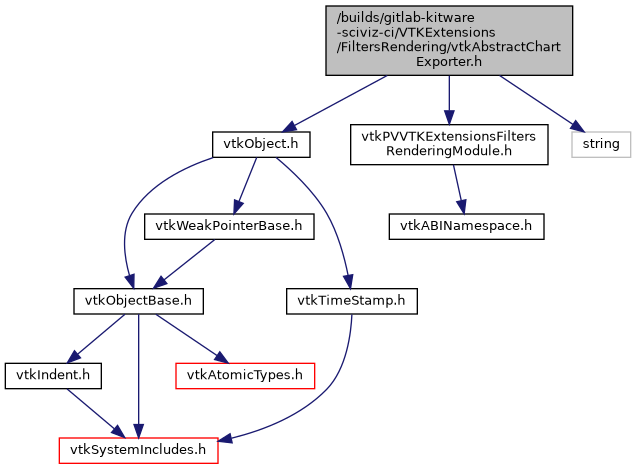 /builds/gitlab-kitware
-sciviz-ci/VTKExtensions
/FiltersRendering/vtkAbstractChart
Exporter.h
vtkObject.h
vtkPVVTKExtensionsFilters
RenderingModule.h
string
vtkWeakPointerBase.h
vtkABINamespace.h
vtkObjectBase.h
vtkTimeStamp.h
vtkIndent.h
vtkAtomicTypes.h
vtkSystemIncludes.h